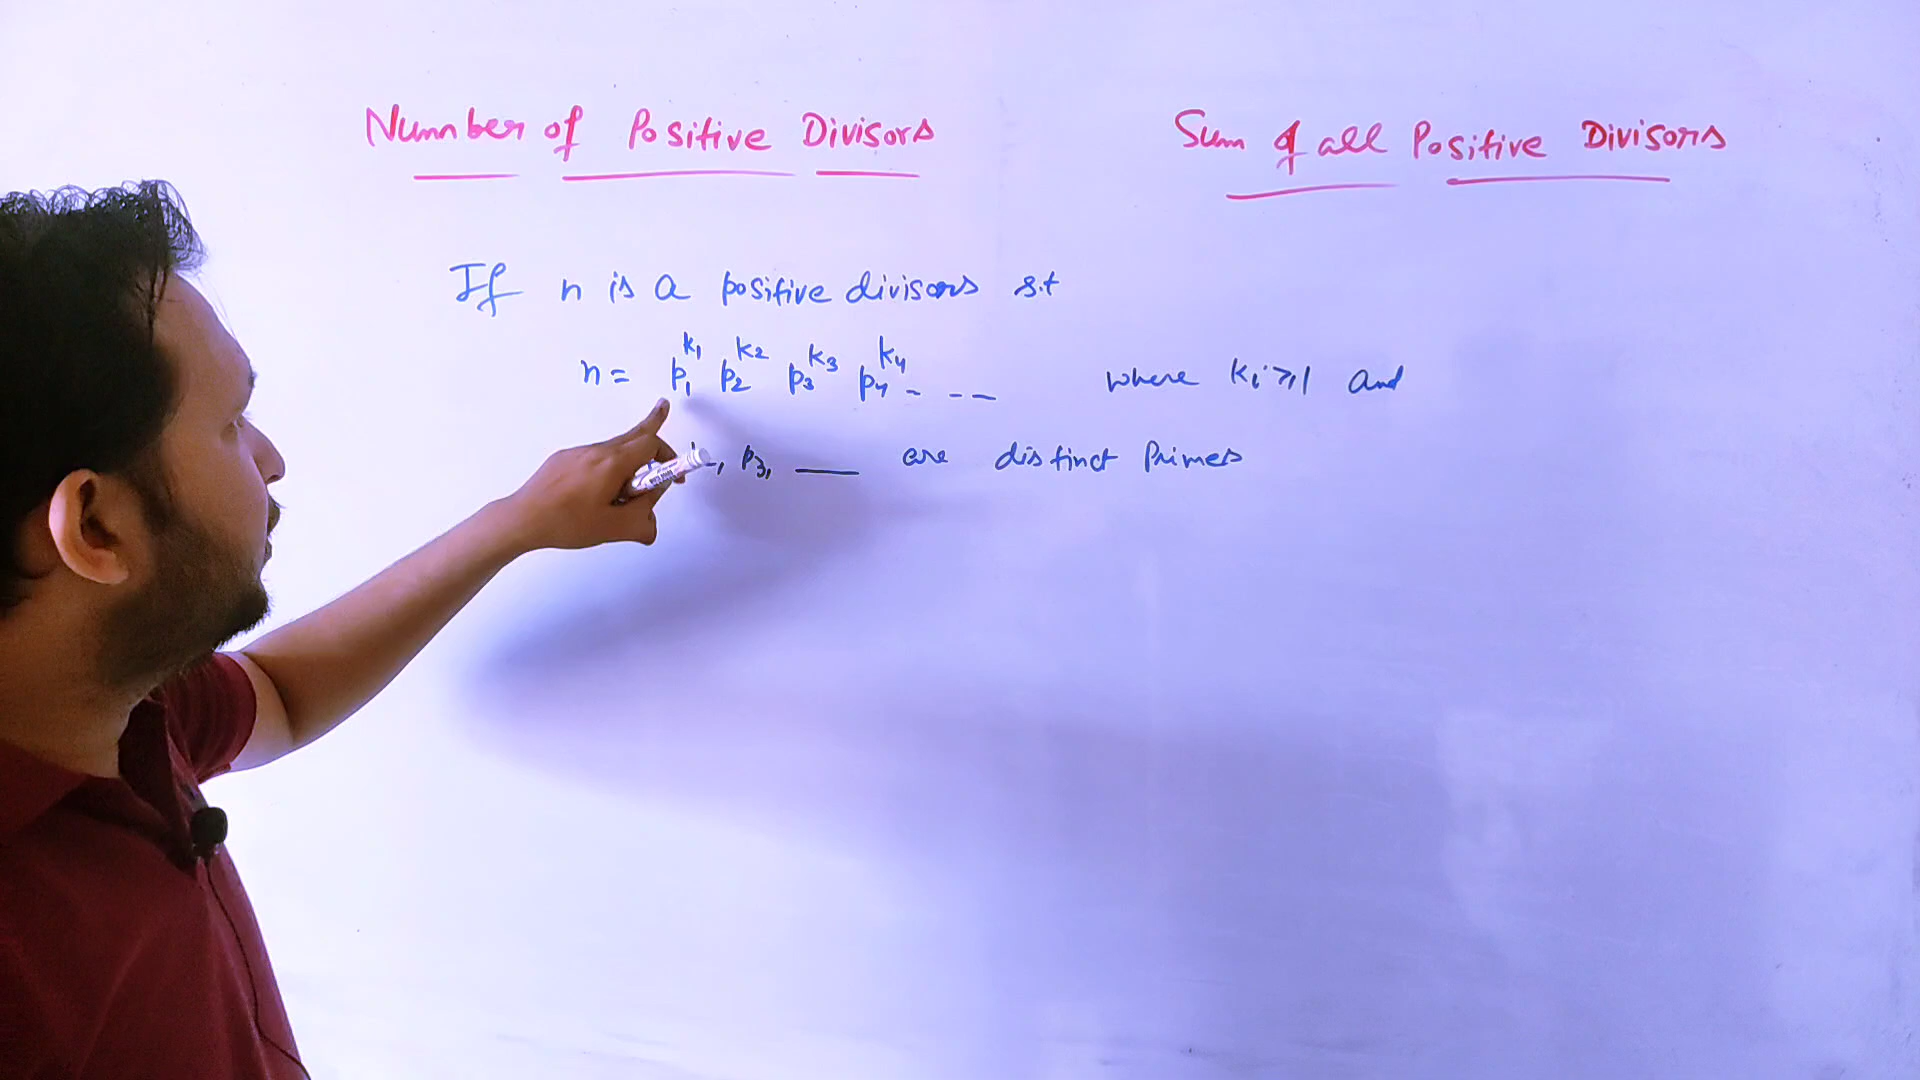 Number of Positive Divisors
Sum of all Positive Divisors
If n is a positive divisors s.t
n = p₁^k₁ p₂^k₂ p₃^k₃ p₄^k₄ - - - where kᵢ ≥ 1 and
, p₃, — are distinct Primes